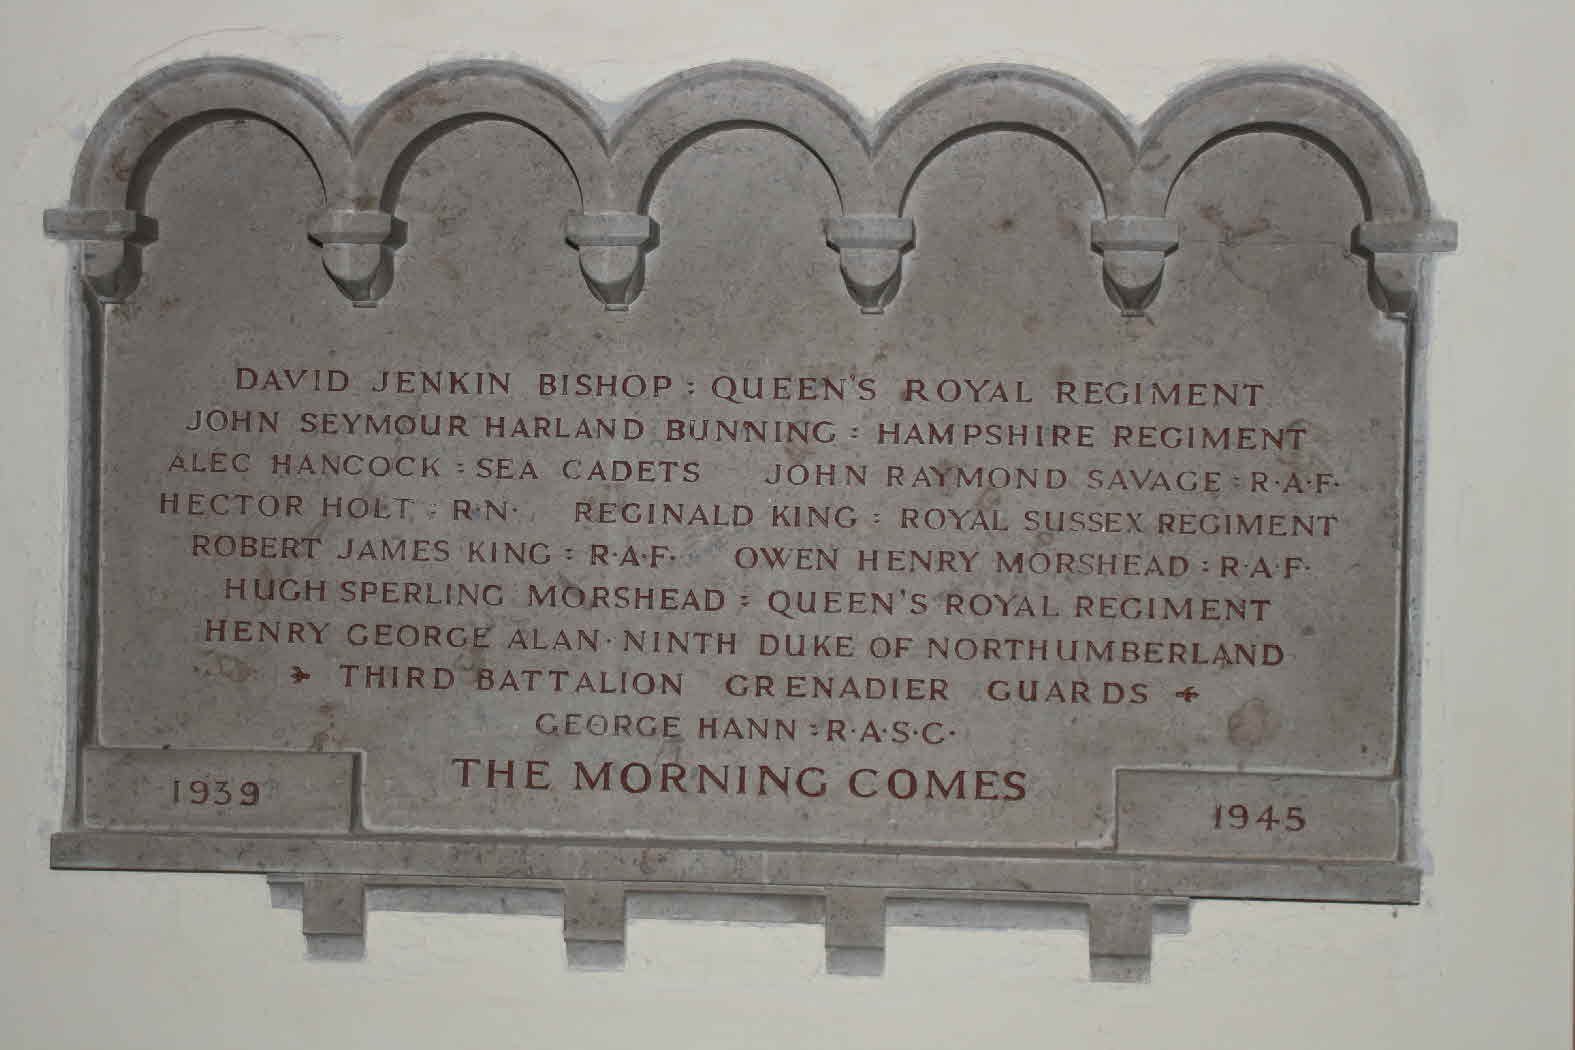 DAVID JENKIN BISHOP : QUEEN'S ROYAL REGIMENT
JOHN SEYMOUR HARLAND BUNNING : HAMPSHIRE REGIMENT
ALEC HANCOCK : SEA CADETS JOHN RAYMOND SAVAGE : R·A·F·
HECTOR HOLT : R·N· REGINALD KING : ROYAL SUSSEX REGIMENT
ROBERT JAMES KING : R·A·F· OWEN HENRY MORSHEAD : R·A·F·
HUGH SPERLING MORSHEAD : QUEEN'S ROYAL REGIMENT
HENRY GEORGE ALAN · NINTH DUKE OF NORTHUMBERLAND
THIRD BATTALION GRENADIER GUARDS
GEORGE HANN : R·A·S·C·
THE MORNING COMES
1939 1945